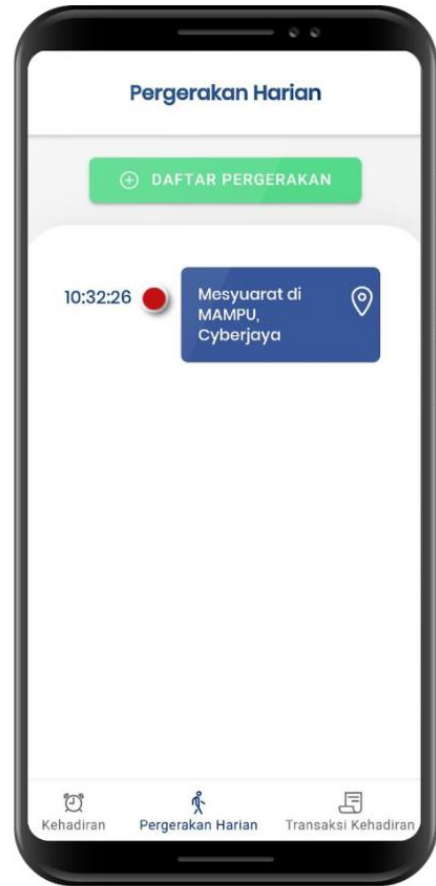 Pergerakan Harian
DAFTAR PERGERAKAN
10:32:26
Mesyuarat di
MAMPU,
Cyberjaya
Kehadiran
Pergerakan Harian
Transaksi Kehadiran